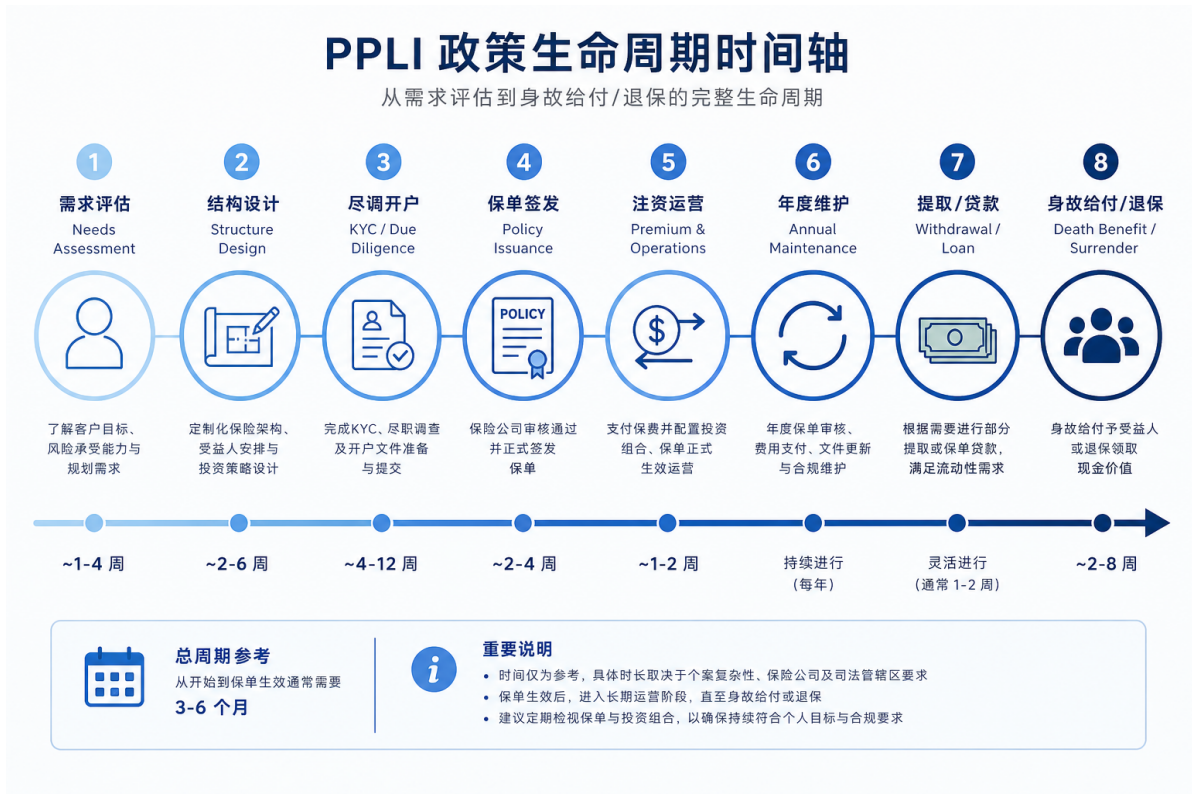 PPLI 政策生命周期时间轴
从需求评估到身故给付/退保的完整生命周期
1
需求评估
Needs
Assessment
了解客户目标、
风险承受能力与
规划需求
~1-4 周
2
结构设计
Structure
Design
定制化保险架构、
受益人安排与
投资策略设计
~2-6 周
3
尽调开户
KYC / Due
Diligence
完成KYC、尽职调查
及开户文件准备
与提交
~4-12 周
4
保单签发
Policy
Issuance
POLICY
保险公司审核通过
并正式签发
保单
~2-4 周
5
注资运营
Premium &
Operations
$
支付保费并配置投资
组合、保单正式
生效运营
~1-2 周
6
年度维护
Annual
Maintenance
年度保单审核、
费用支付、文件更新
与合规维护
持续进行
(每年)
7
提取/贷款
Withdrawal /
Loan
根据需要进行部分
提取或保单贷款，
满足流动性需求
灵活进行
(通常 1-2 周)
8
身故给付/退保
Death Benefit /
Surrender
身故给付予受益人
或退保领取
现金价值
~2-8 周
总周期参考
从开始到保单生效通常需要
3-6 个月
i
重要说明
• 时间仅为参考，具体时长取决于个案复杂性、保险公司及司法管辖区要求
• 保单生效后，进入长期运营阶段，直至身故给付或退保
• 建议定期检视保单与投资组合，以确保持续符合个人目标与合规要求